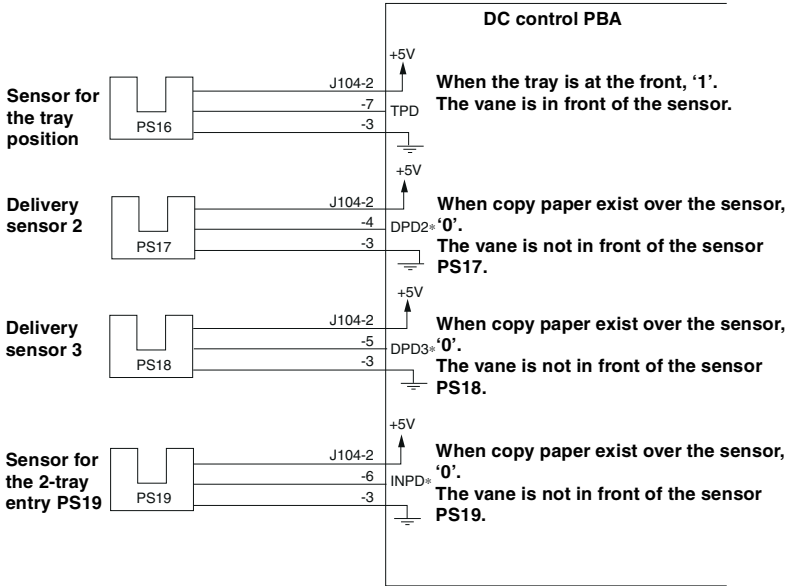 DC control PBA
+5V
Sensor for
the tray
position
PS16
J104-2
-7
-3
TPD
When the tray is at the front, ‘1’.
The vane is in front of the sensor.
+5V
Delivery
sensor 2
PS17
J104-2
-4
-3
DPD2*
When copy paper exist over the sensor,
‘0’.
The vane is not in front of the sensor
PS17.
+5V
Delivery
sensor 3
PS18
J104-2
-5
-3
DPD3*
When copy paper exist over the sensor,
‘0’.
The vane is not in front of the sensor
PS18.
+5V
Sensor for
the 2-tray
entry PS19
PS19
J104-2
-6
-3
INPD*
When copy paper exist over the sensor,
‘0’.
The vane is not in front of the sensor
PS19.